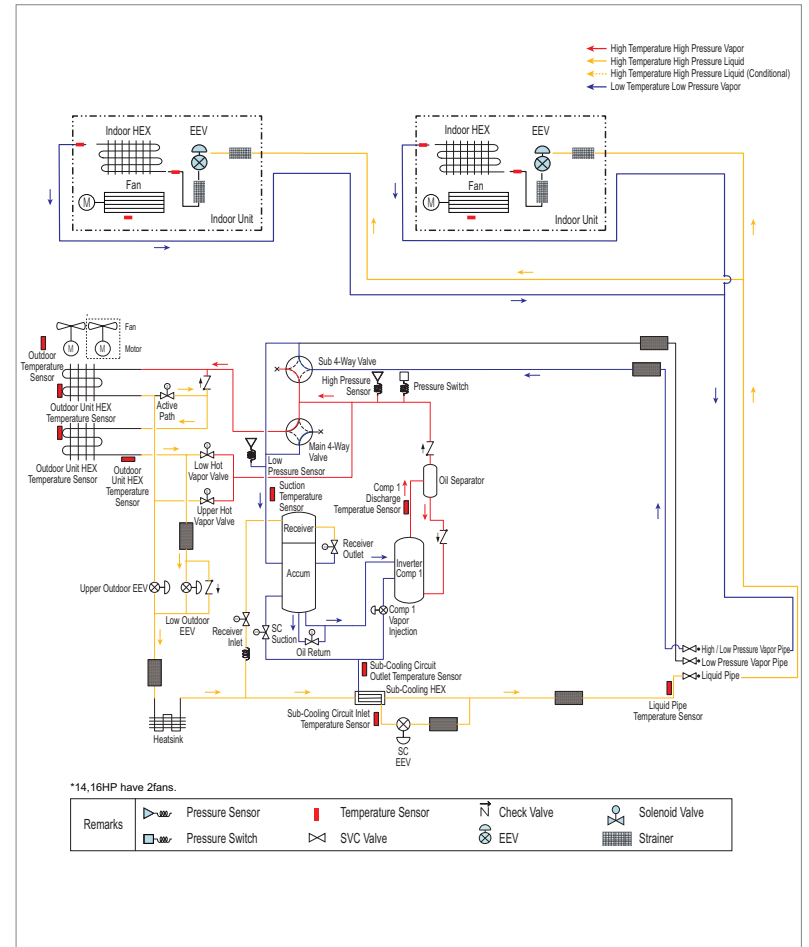 High Temperature High Pressure Vapor
High Temperature High Pressure Liquid
High Temperature High Pressure Liquid (Conditional)
Low Temperature Low Pressure Vapor
Indoor HEX
EEV
Fan
M
Indoor Unit
Indoor HEX
EEV
Fan
M
Indoor Unit
Fan
M
M
Motor
Outdoor
Temperature
Sensor
Outdoor Unit HEX
Temperature Sensor
Active
Path
Outdoor Unit HEX
Temperature Sensor
Outdoor
Unit HEX
Temperature
Sensor
Low Hot
Vapor Valve
Upper Hot
Vapor Valve
Sub 4-Way Valve
High Pressure
Sensor
Pressure Switch
Main 4-Way
Valve
Low
Pressure Sensor
Suction
Temperature
Sensor
Comp 1
Discharge
Temperatue Sensor
Oil Separator
Receiver
Accum
Receiver
Outlet
Inverter
Comp 1
Upper Outdoor EEV
Low Outdoor
EEV
Receiver
Inlet
SC
Suction
Oil Return
Comp 1
Vapor
Injection
Sub-Cooling Circuit
Outlet Temperature Sensor
Sub-Cooling HEX
Sub-Cooling Circuit Inlet
Temperature Sensor
SC
EEV
Heatsink
High / Low Pressure Vapor Pipe
Low Pressure Vapor Pipe
Liquid Pipe
Liquid Pipe
Temperature Sensor
*14,16HP have 2fans.
Remarks
Pressure Sensor
Temperature Sensor
Check Valve
Solenoid Valve
Pressure Switch
SVC Valve
EEV
Strainer